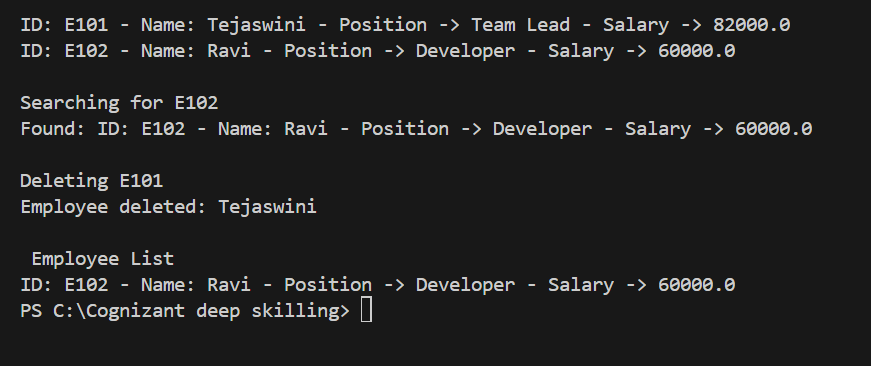 ID: E101 - Name: Tejaswini - Position -> Team Lead - Salary -> 82000.0
ID: E102 - Name: Ravi - Position -> Developer - Salary -> 60000.0
Searching for E102
Found: ID: E102 - Name: Ravi - Position -> Developer - Salary -> 60000.0
Deleting E101
Employee deleted: Tejaswini
Employee List
ID: E102 - Name: Ravi - Position -> Developer - Salary -> 60000.0
PS C:\Cognizant deep skilling>